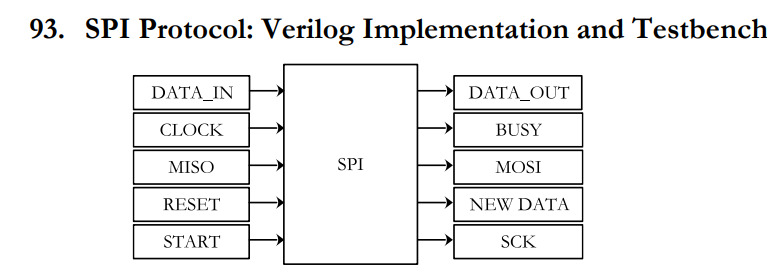 93. SPI Protocol: Verilog Implementation and Testbench
DATA_IN
DATA_OUT
CLOCK
BUSY
MISO
SPI
MOSI
RESET
NEW DATA
START
SCK